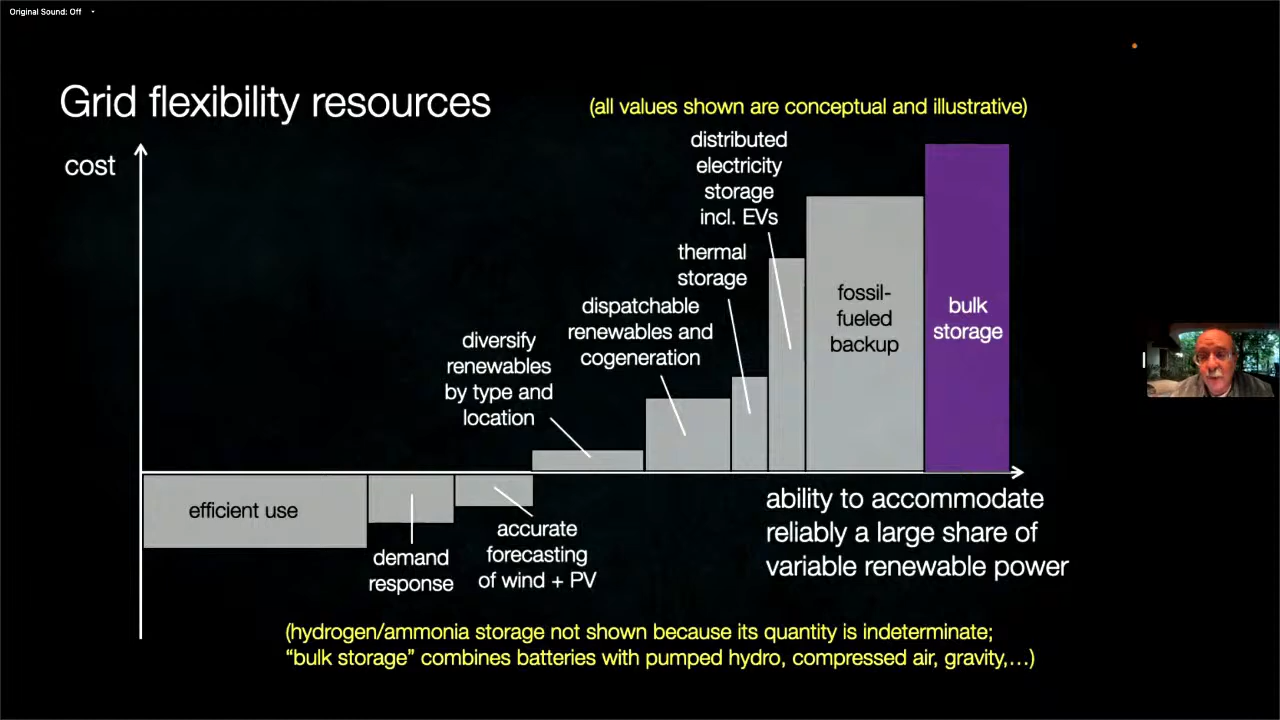 Original Sound: Off
Grid flexibility resources
(all values shown are conceptual and illustrative)
cost
distributed
electricity
storage
incl. EVs
thermal
storage
dispatchable
renewables and
cogeneration
diversify
renewables
by type and
location
fossil-
fueled
backup
bulk
storage
efficient use
demand
response
accurate
forecasting
of wind + PV
ability to accommodate
reliably a large share of
variable renewable power
(hydrogen/ammonia storage not shown because its quantity is indeterminate;
“bulk storage” combines batteries with pumped hydro, compressed air, gravity,…)